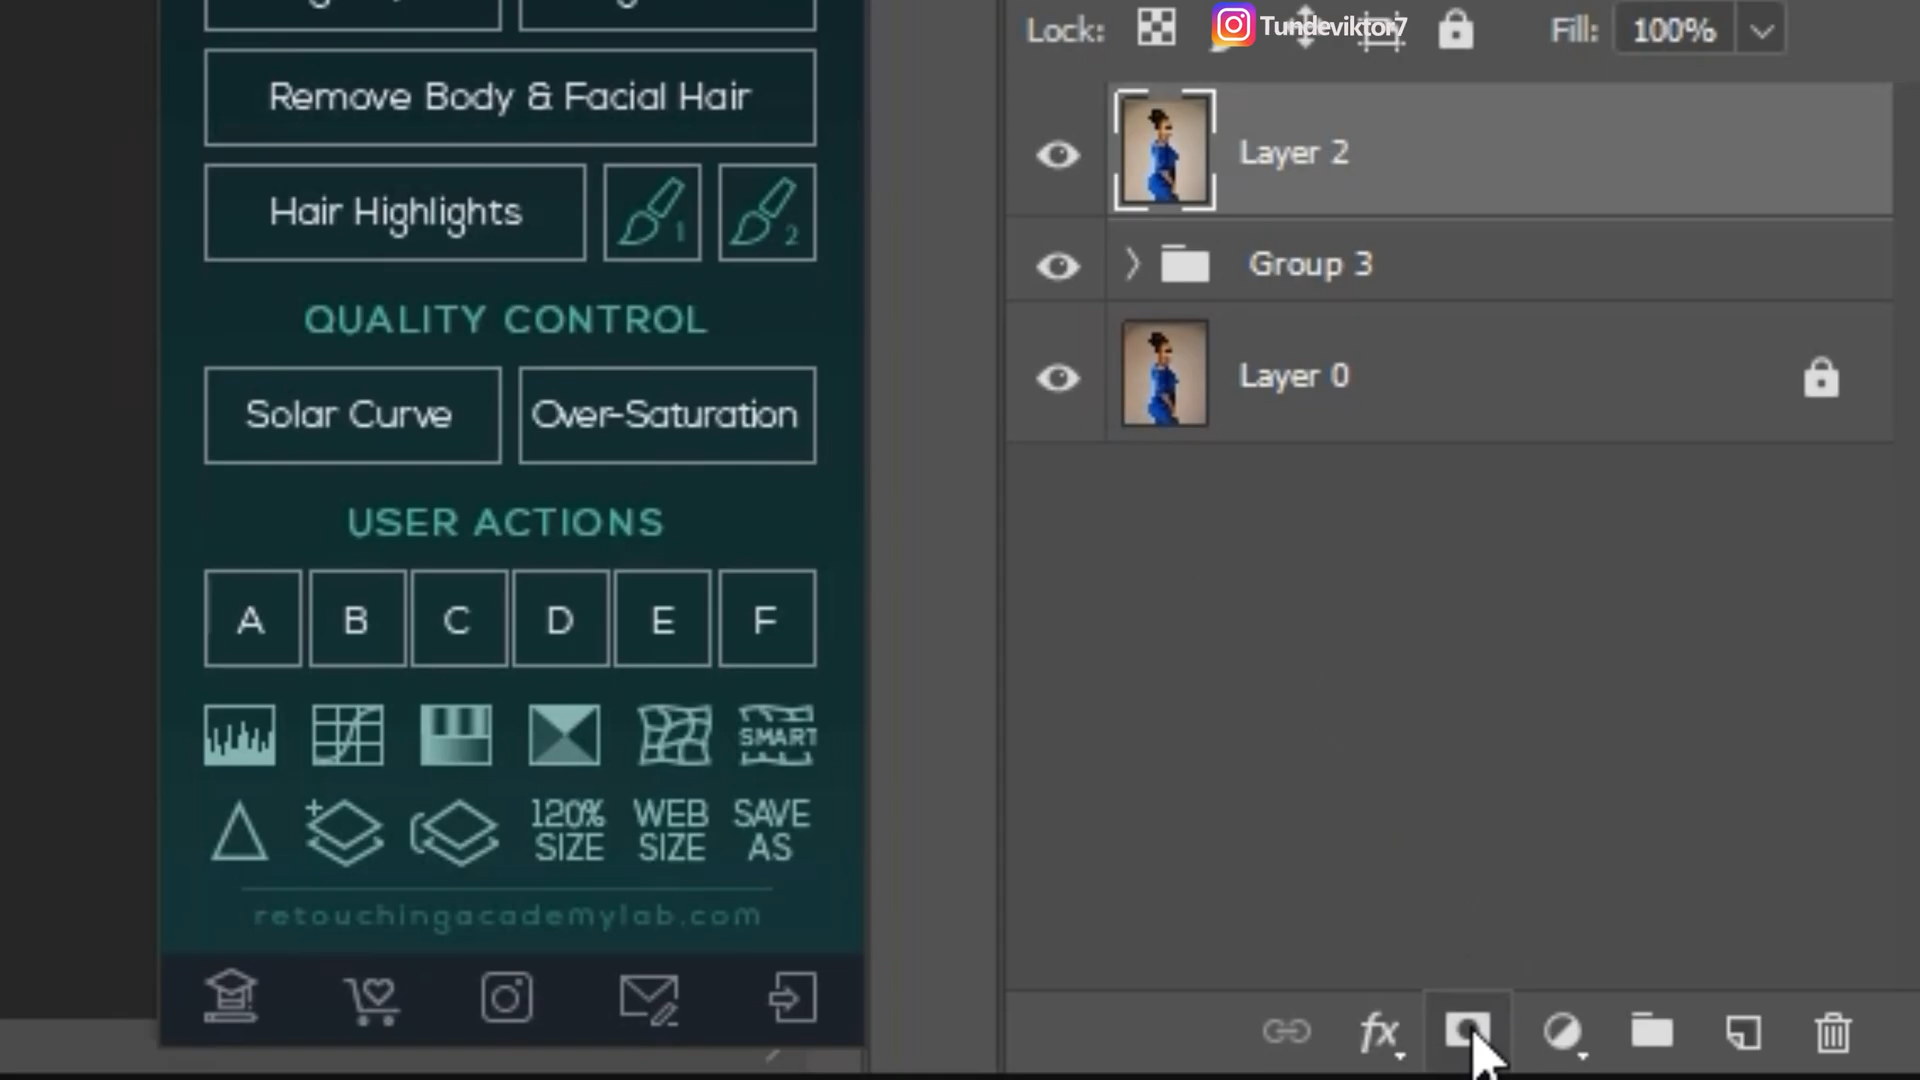 Lock:
Tundeviktor7
Fill: 100%
Remove Body & Facial Hair
Layer 2
Hair Highlights
1
2
Group 3
QUALITY CONTROL
Layer 0
Solar Curve
Over-Saturation
USER ACTIONS
A B C D E F
SMART
120% SIZE
WEB SIZE
SAVE AS
retouchingacademylab.com
fx